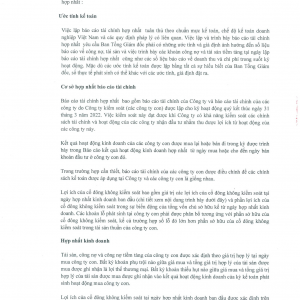 hợp nhất :
Ước tính kế toán
Việc lập báo cáo tài chính hợp nhất tuân thủ theo chuẩn mực kế toán, chế độ kế toán doanh
nghiệp Việt Nam và các quy định pháp lý có liên quan. Việc lập và trình bày báo cáo tài chính
hợp nhất yêu cầu Ban Tổng Giám đốc phải có những ước tính và giả định ảnh hưởng đến số liệu
báo cáo về công nợ, tài sản và việc trình bày các khoản công nợ và tài sản tiềm tàng tại ngày lập
báo cáo tài chính hợp nhất cũng như các số liệu báo cáo về doanh thu và chi phí trong suốt kỳ
hoạt động. Mặc dù các ước tính kế toán được lập bằng tất cả sự hiểu biết của Ban Tổng Giám
đốc, số thực tế phát sinh có thể khác với các ước tính, giả định đặt ra.
Cơ sở hợp nhất báo cáo tài chính
Báo cáo tài chính hợp nhất bao gồm báo cáo tài chính của Công ty và báo cáo tài chính của các
công ty do Công ty kiểm soát (các công ty con) được lập cho kỳ hoạt động quý kết thúc ngày 31
tháng 3 năm 2022. Việc kiểm soát này đạt được khi Công ty có khả năng kiểm soát các chính
sách tài chính và hoạt động của các công ty nhận đầu tư nhằm thu được lợi ích từ hoạt động của
các công ty này.
Kết quả hoạt động kinh doanh của các công ty con được mua lại hoặc bán đi trong kỳ được trình
bày trong Báo cáo kết quả hoạt động kinh doanh hợp nhất từ ngày mua hoặc cho đến ngày bán
khoản đầu tư ở công ty con đó.
Trong trường hợp cần thiết, báo cáo tài chính của các công ty con được điều chỉnh để các chính
sách kế toán được áp dụng tại Công ty và các công ty con là giống nhau.
Lợi ích của cổ đông không kiểm soát bao gồm giá trị các lợi ích của cổ đông không kiểm soát tại
ngày hợp nhất kinh doanh ban đầu (chi tiết xem nội dung trình bày dưới đây) và phần lợi ích của
cổ đông không kiểm soát trong sự biến động của tổng vốn chủ sở hữu kể từ ngày hợp nhất kinh
doanh. Các khoản lỗ phát sinh tại công ty con phải được phân bổ tương ứng với phần sở hữu của
cổ đông không kiểm soát, kể cả trường hợp số lỗ đó lớn hơn phần sở hữu của cổ đông không
kiểm soát trong tài sản thuần của công ty con.
Hợp nhất kinh doanh
Tài sản, công nợ và công nợ tiềm tàng của công ty con được xác định theo giá trị hợp lý tại ngày
mua công ty con. Bất kỳ khoản phụ trội nào giữa giá mua và tổng giá trị hợp lý của tài sản được
mua được ghi nhận là lợi thế thương mại. Bất kỳ khoản thiếu hụt nào giữa giá mua và tổng giá trị
hợp lý của tài sản được mua được ghi nhận vào kết quả hoạt động kinh doanh của kỳ kế toán
mua công ty con.
Lợi ích của cổ đông không kiểm soát tại ngày hợp nhất kinh doanh ban đầu được xác định trên